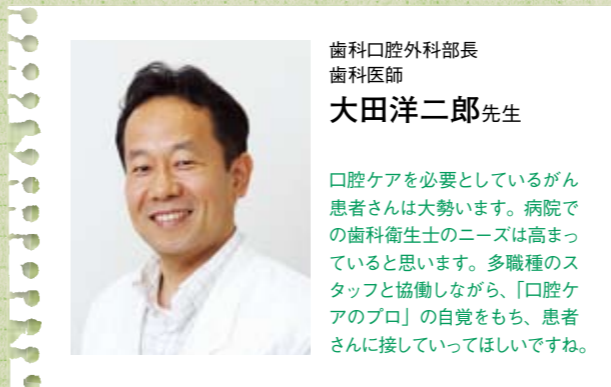 歯科口腔外科部長
歯科医師
大田洋二郎先生
口腔ケアを必要としているがん
患者さんは大勢います。病院で
の歯科衛生士のニーズは高まっ
ていると思います。多職種のス
タッフと協働しながら、「口腔ケ
アのプロ」の自覚をもち、患者
さんに接していってほしいですね。